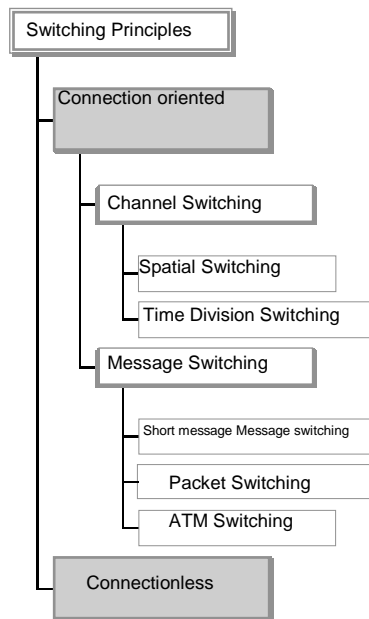 Switching Principles
Connection oriented
Channel Switching
Spatial Switching
Time Division Switching
Message Switching
Short message Message switching
Packet Switching
ATM Switching
Connectionless